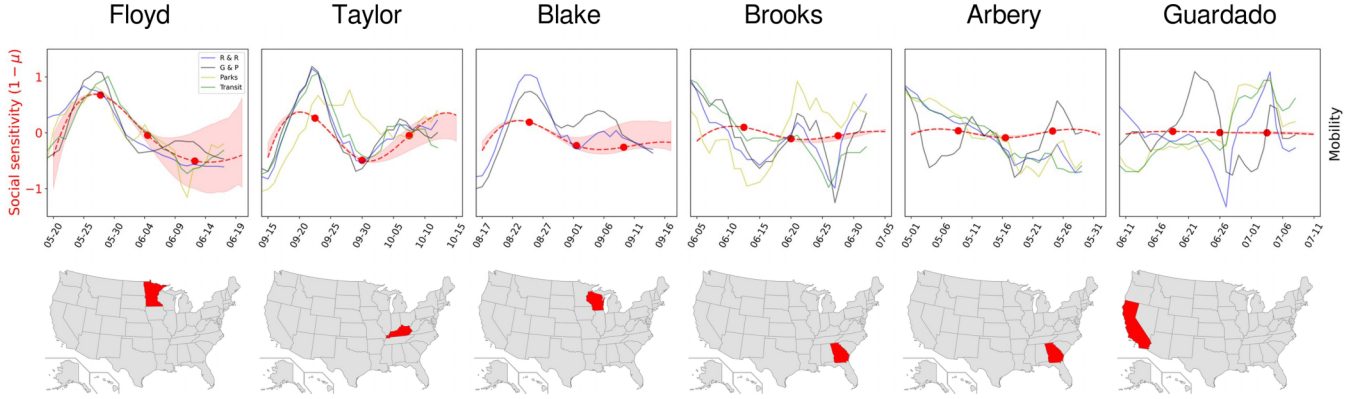 Floyd Taylor Blake Brooks Arbery Guardado
Social sensitivity (1 − μ)
1
0
−1
R & R
G & P
Parks
Transit
Mobility
05-20 05-25 05-30 06-04 06-09 06-14 06-19
09-15 09-20 09-25 09-30 10-05 10-10 10-15
08-17 08-22 08-27 09-01 09-06 09-11 09-16
06-05 06-10 06-15 06-20 06-25 06-30 07-05
05-01 05-06 05-11 05-16 05-21 05-26 05-31
06-11 06-16 06-21 06-26 07-01 07-06 07-11